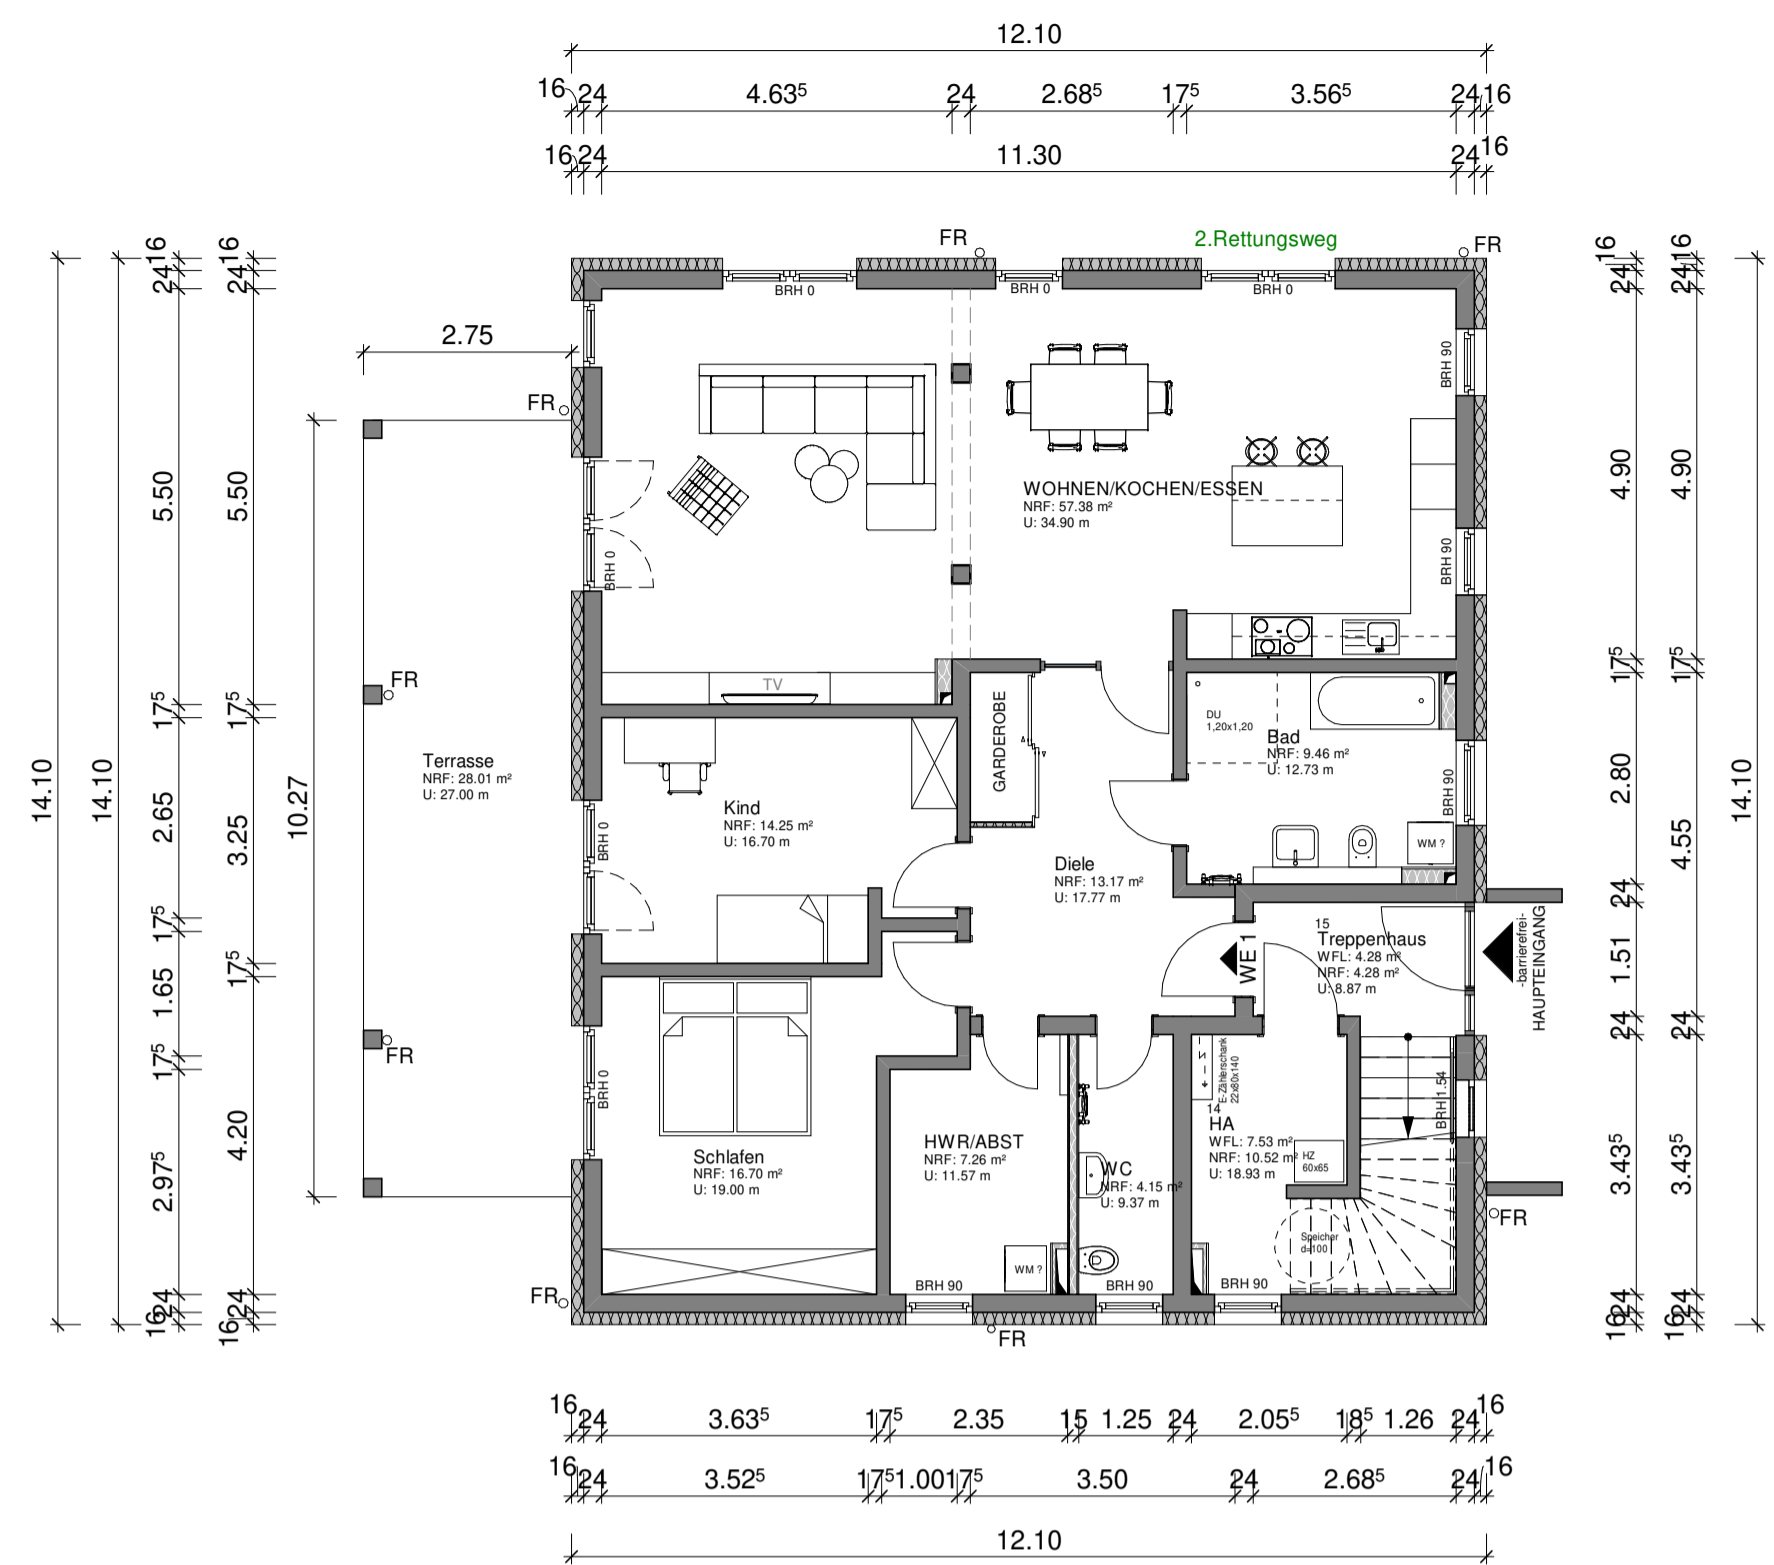 12.10
16 24 4.63⁵ 24 2.68⁵ 17⁵ 3.56⁵ 24 16
16 24 11.30 24 16
FR
2.Rettungsweg
FR
BRH 0
BRH 0
BRH 0
16
24
5.50
17⁵
2.65
17⁵
1.65
17⁵
2.975
24
16
16
24
5.50
17⁵
3.25
17⁵
4.20
24
16
14.10
14.10
10.27
2.75
FR
FR
FR
FR
Terrasse
NRF: 28.01 m²
U: 27.00 m
BRH 0
BRH 0
BRH 0
WOHNEN/KOCHEN/ESSEN
NRF: 57.38 m²
U: 34.90 m
BRH 90
BRH 90
TV
GARDEROBE
DU
1,20x1,20
Bad
NRF: 9.46 m²
U: 12.73 m
BRH 90
WM ?
Kind
NRF: 14.25 m²
U: 16.70 m
Diele
NRF: 13.17 m²
U: 17.77 m
WE 1
15
Treppenhaus
WFL: 4.28 m²
NRF: 4.28 m²
U: 8.87 m
-barrierefrei-
HAUPTEINGANG
E-Zählerschank
22x80x140
14
HA
WFL: 7.53 m²
NRF: 10.52 m²
U: 18.93 m
HZ
60x65
BRH 1.54
Schlafen
NRF: 16.70 m²
U: 19.00 m
HWR/ABST
NRF: 7.26 m²
U: 11.57 m
WC
NRF: 4.15 m²
U: 9.37 m
Speicher
d=100
WM ?
BRH 90
BRH 90
BRH 90
FR
FR
16
24
4.90
17⁵
2.80
24
1.51
24
3.435
24
16
16
24
4.90
17⁵
4.55
24
3.435
24
16
14.10
16 24 3.63⁵ 17⁵ 2.35 15 1.25 24 2.05⁵ 18⁵ 1.26 24 16
16 24 3.52⁵ 17⁵ 1.00 17⁵ 3.50 24 2.68⁵ 24 16
12.10